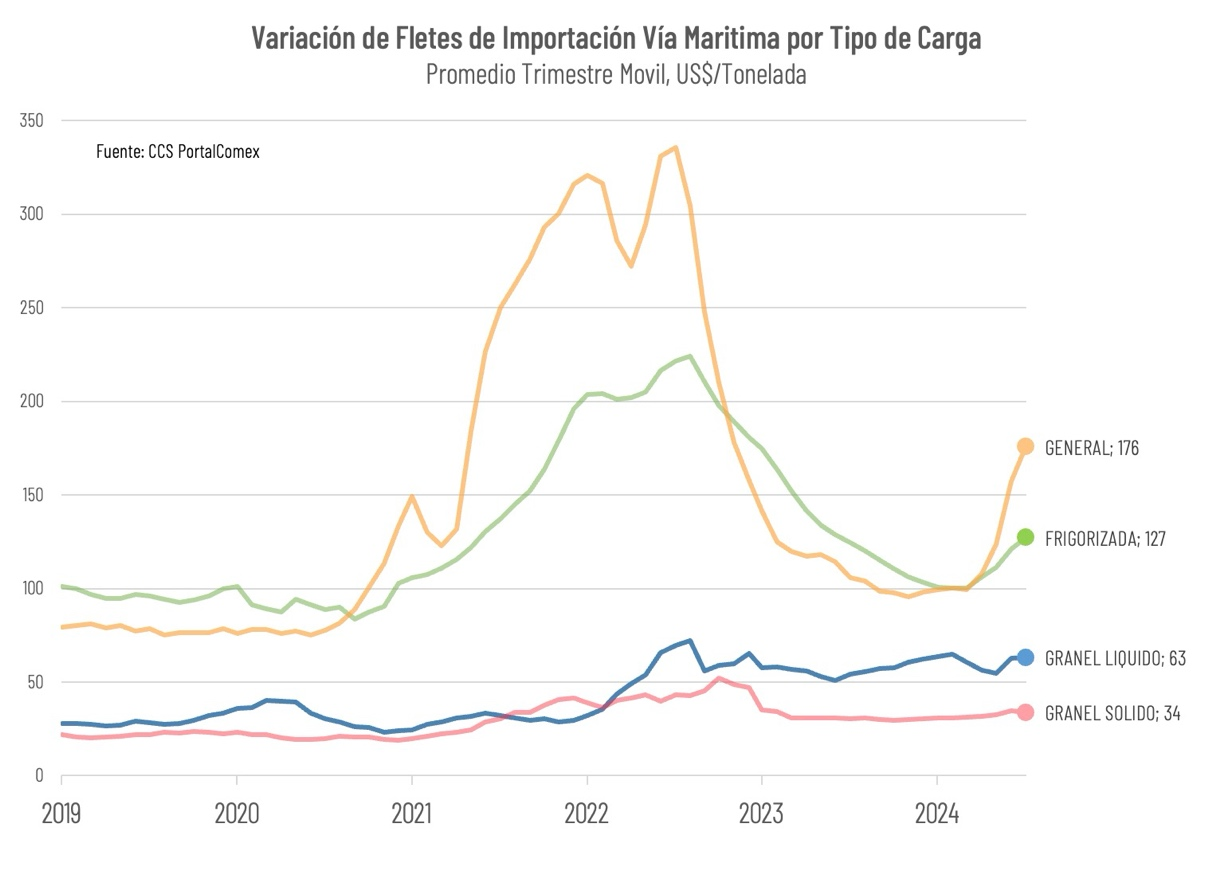 Variación de Fletes de Importación Vía Maritima por Tipo de Carga
Promedio Trimestre Movil, US$/Tonelada
350
Fuente: CCS PortalComex
300
250
200
150
100
50
0
GENERAL; 176
FRIGORIZADA; 127
GRANEL LIQUIDO; 63
GRANEL SOLIDO; 34
2019 2020 2021 2022 2023 2024